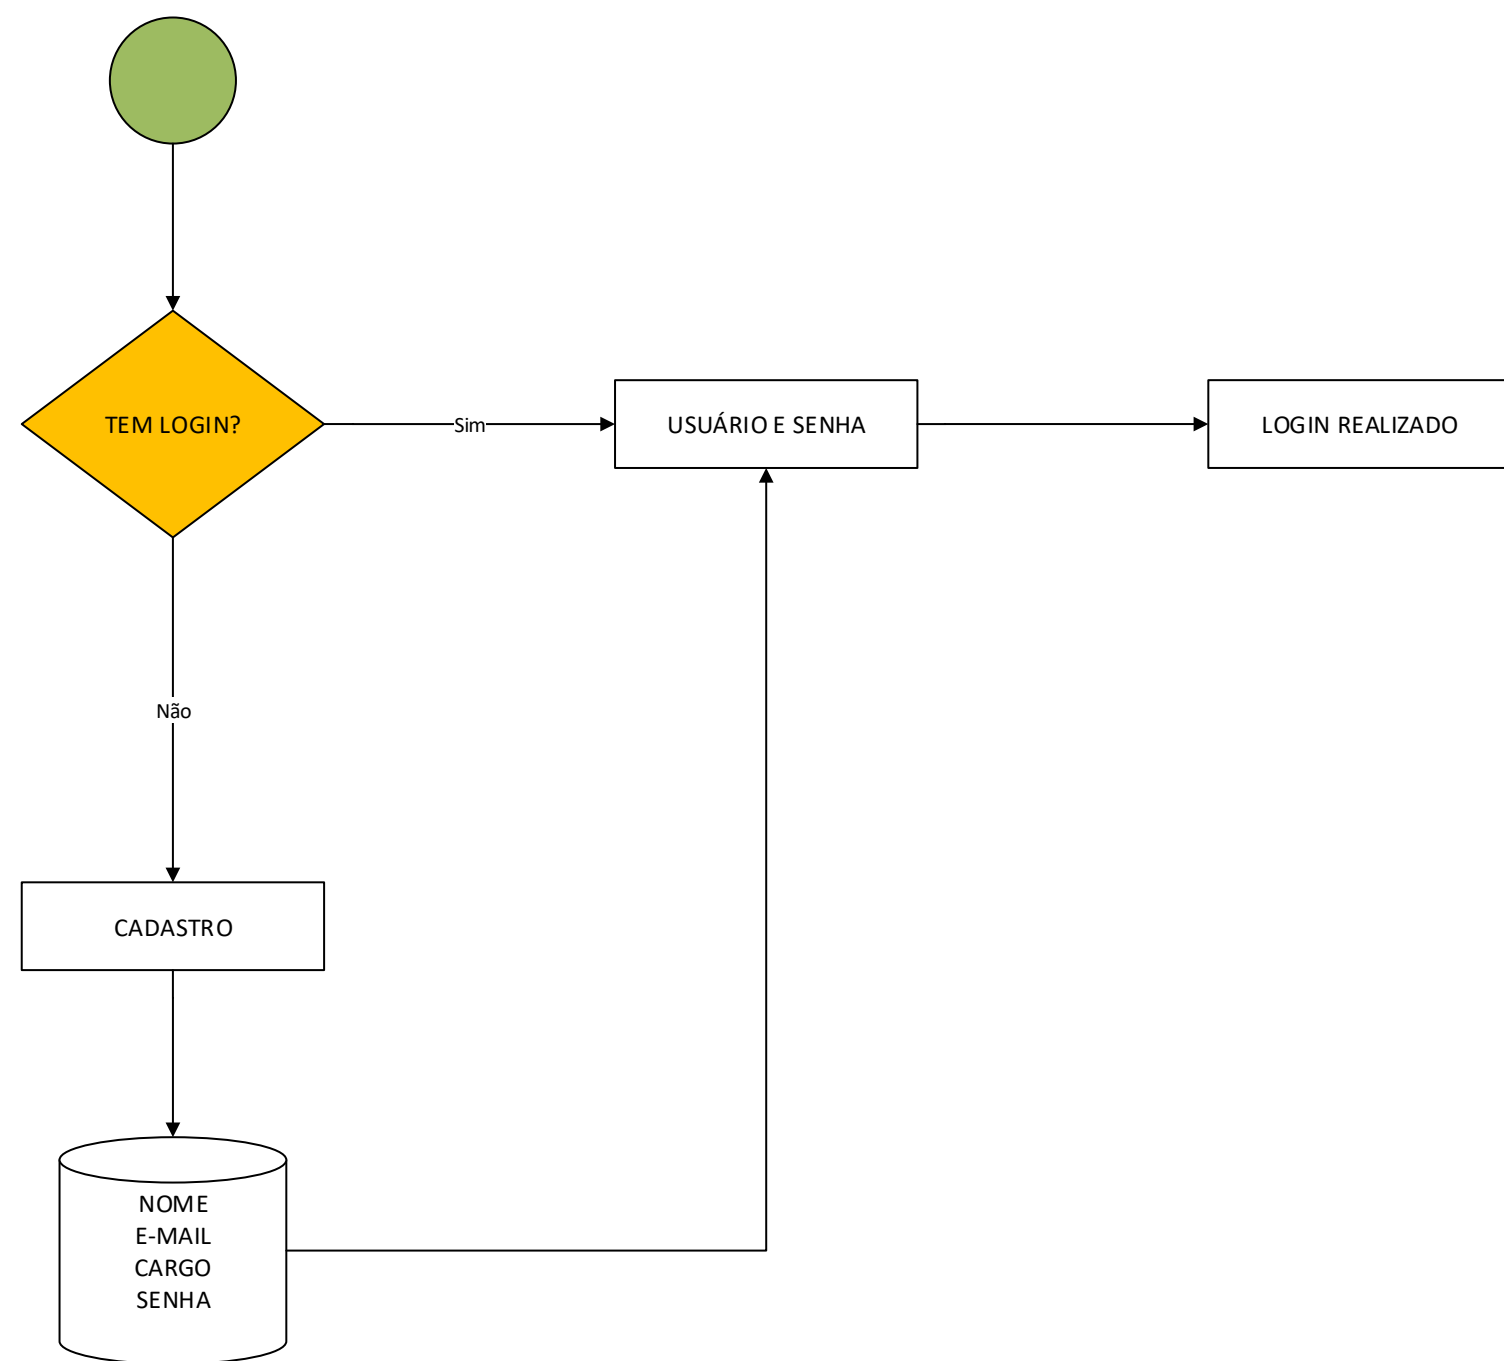 TEM LOGIN?
Sim
USUÁRIO E SENHA
LOGIN REALIZADO
Não
CADASTRO
NOME
E-MAIL
CARGO
SENHA